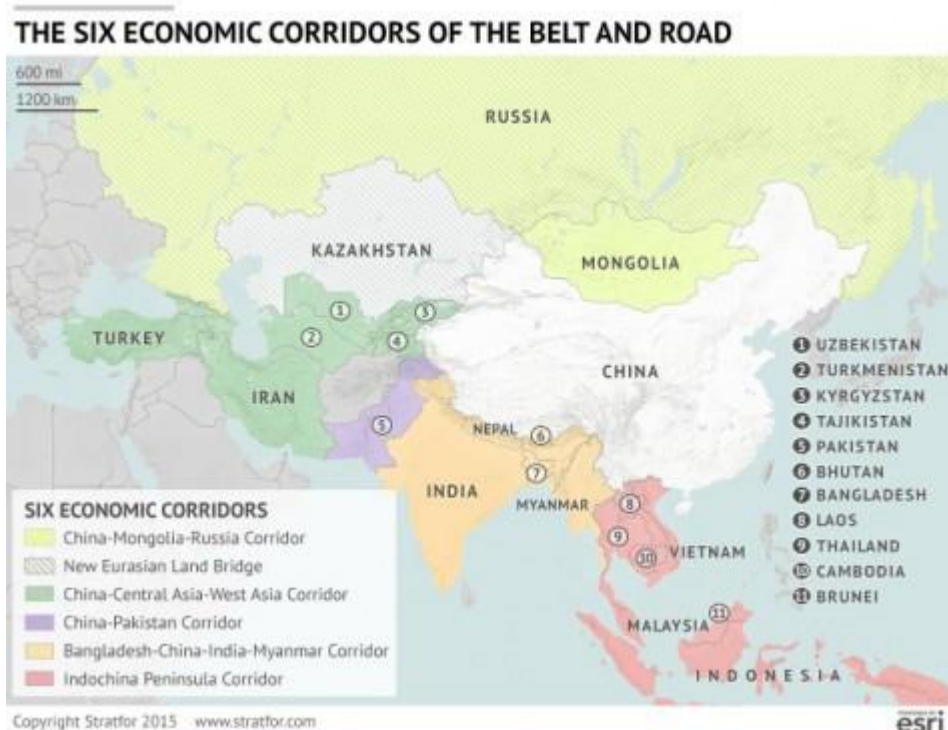 THE SIX ECONOMIC CORRIDORS OF THE BELT AND ROAD
600 mi
1200 km
RUSSIA
KAZAKHSTAN
MONGOLIA
TURKEY
1
3
2
4
IRAN
CHINA
5
NEPAL
6
7
INDIA
MYANMAR
8
9
10
VIETNAM
MALAYSIA
11
INDONESIA
1 UZBEKISTAN
2 TURKMENISTAN
3 KYRGYZSTAN
4 TAJIKISTAN
5 PAKISTAN
6 BHUTAN
7 BANGLADESH
8 LAOS
9 THAILAND
10 CAMBODIA
11 BRUNEI
SIX ECONOMIC CORRIDORS
China-Mongolia-Russia Corridor
New Eurasian Land Bridge
China-Central Asia-West Asia Corridor
China-Pakistan Corridor
Bangladesh-China-India-Myanmar Corridor
Indochina Peninsula Corridor
Copyright Stratfor 2015 www.stratfor.com
esri